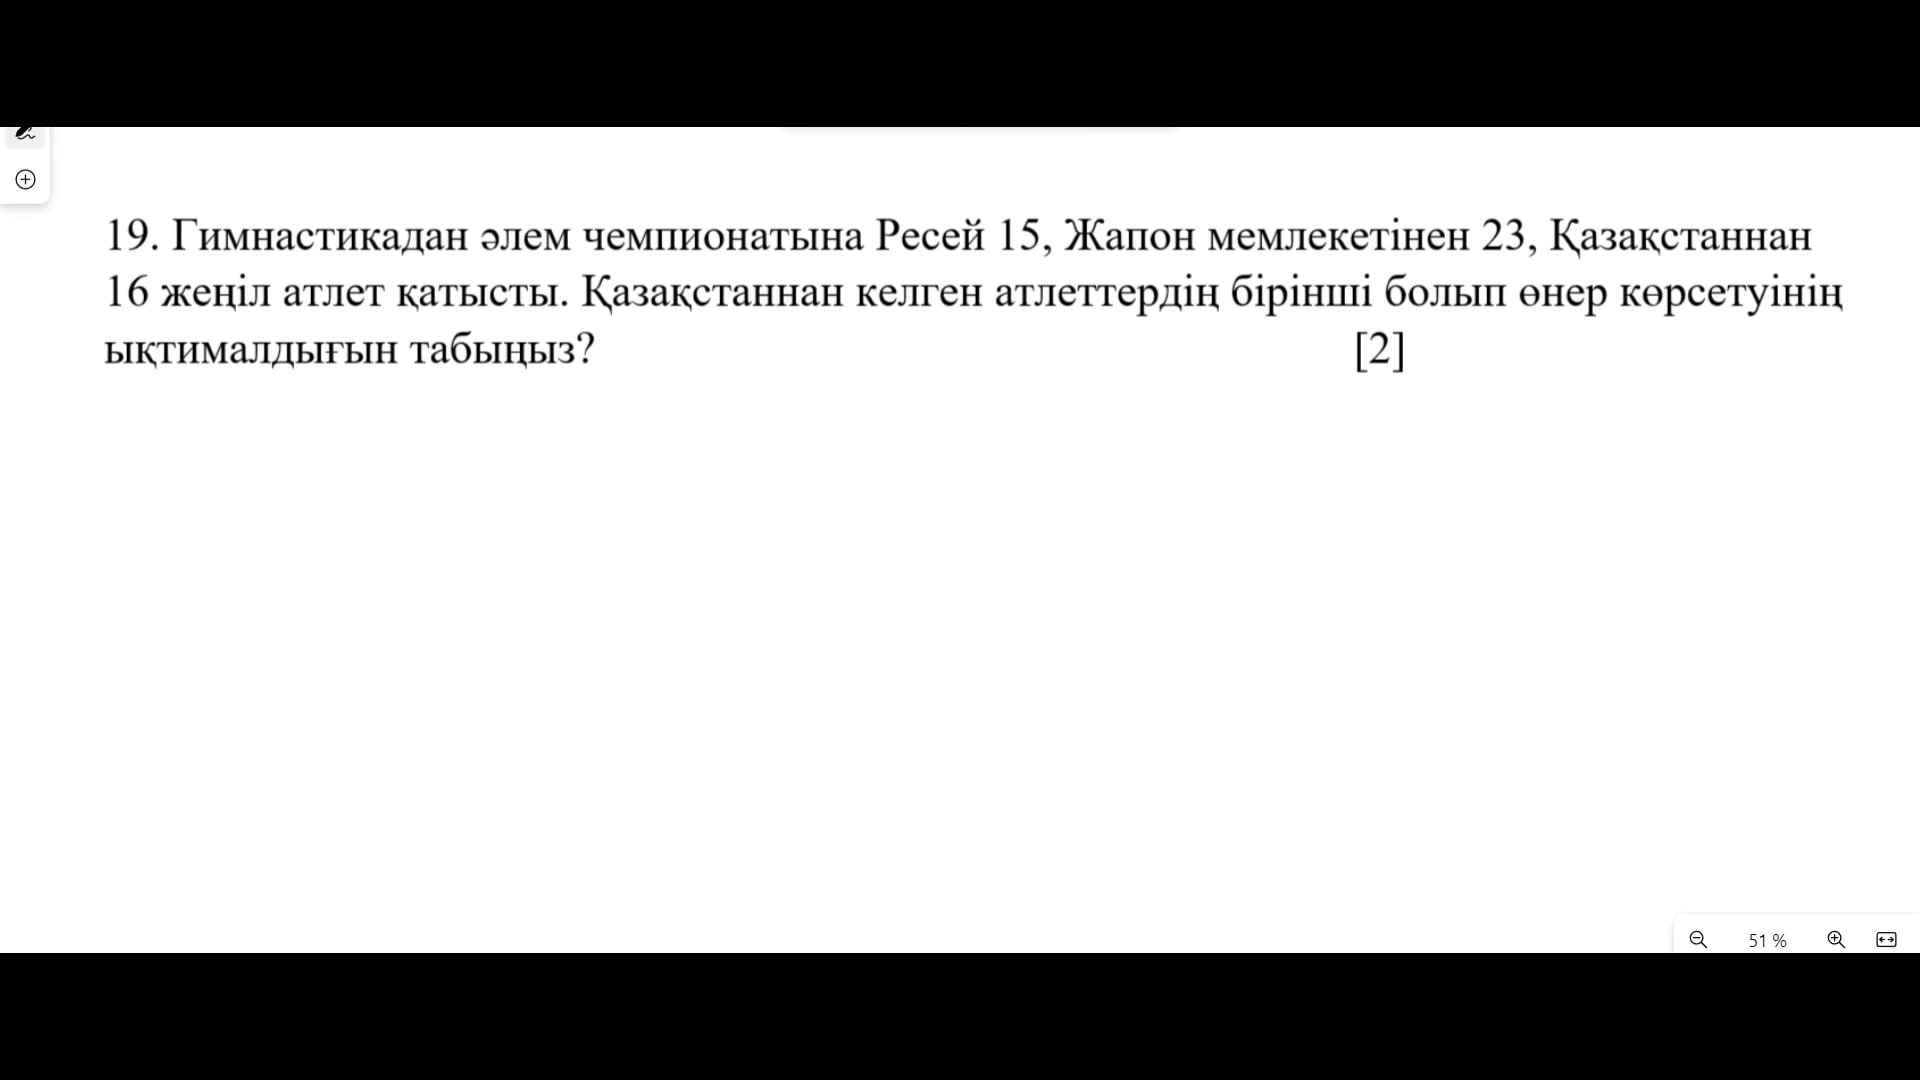 19. Гимнастикадан әлем чемпионатына Ресей 15, Жапон мемлекетінен 23, Қазақстаннан
16 жеңіл атлет қатысты. Қазақстаннан келген атлеттердің бірінші болып өнер көрсетуінің
ықтималдығын табыңыз? [2]
51 %